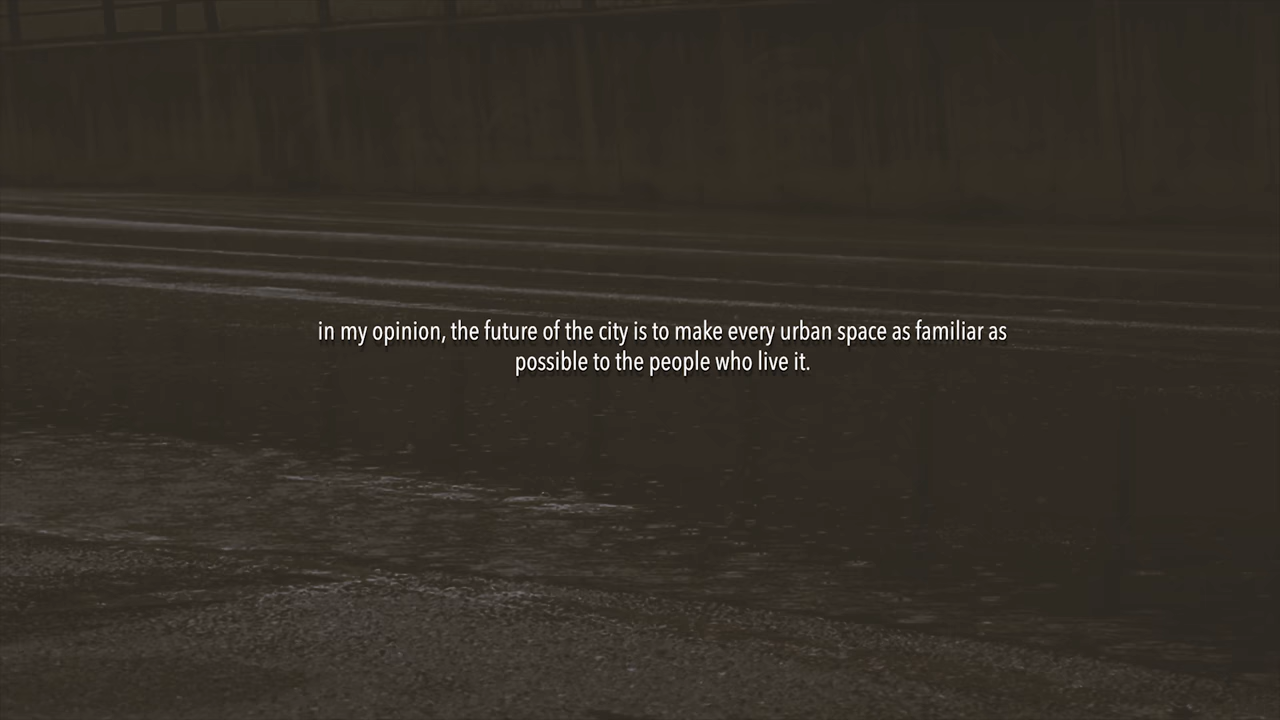 in my opinion, the future of the city is to make every urban space as familiar as
possible to the people who live it.